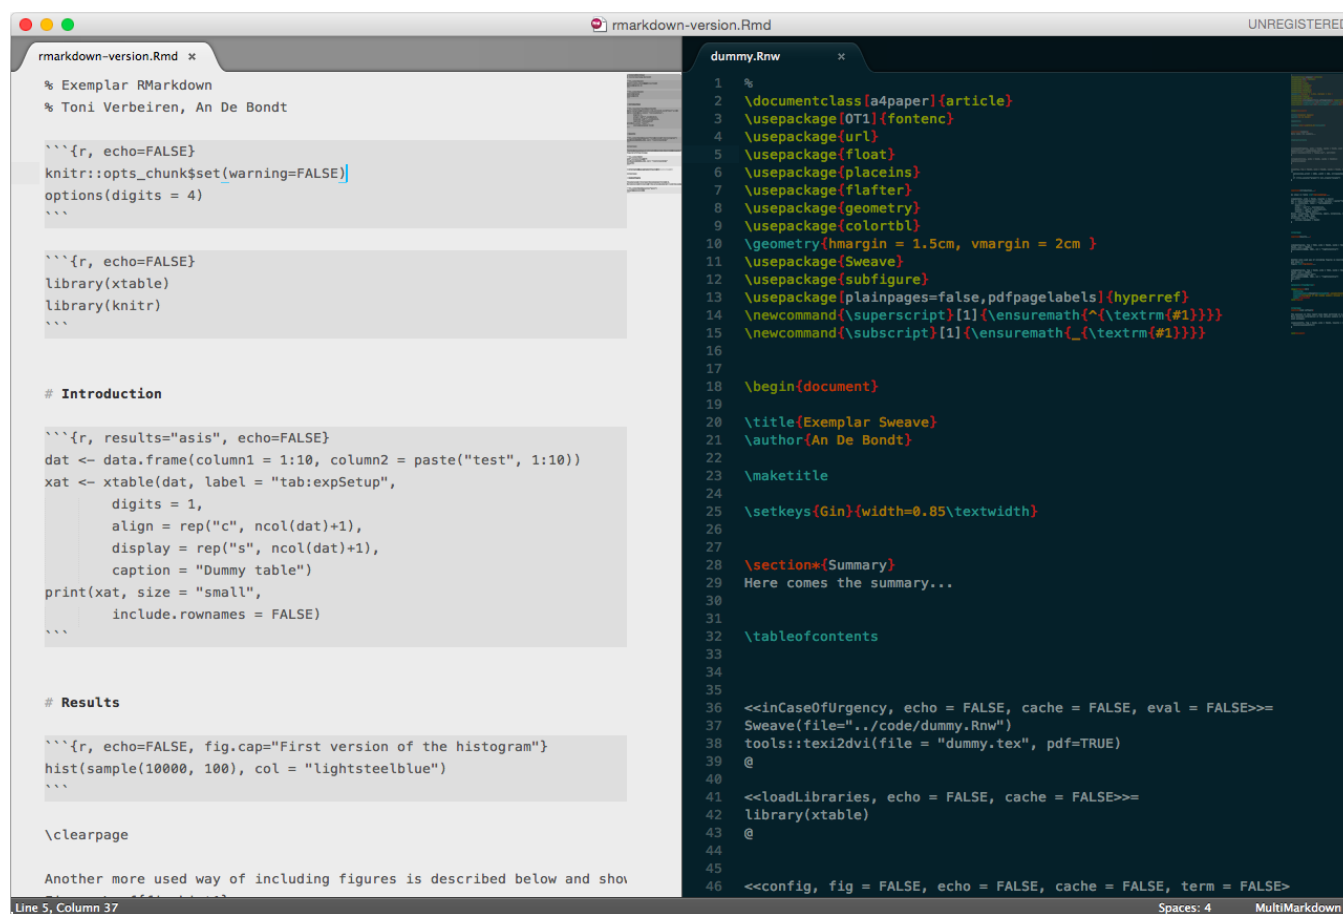 rmarkdown-version.Rmd
UNREGISTERED
rmarkdown-version.Rmd ×
% Exemplar RMarkdown
% Toni Verbeiren, An De Bondt
```{r, echo=FALSE}
knitr::opts_chunk$set(warning=FALSE)
options(digits = 4)
```
```{r, echo=FALSE}
library(xtable)
library(knitr)
```
# Introduction
```{r, results="asis", echo=FALSE}
dat <- data.frame(column1 = 1:10, column2 = paste("test", 1:10))
xat <- xtable(dat, label = "tab:expSetup",
digits = 1,
align = rep("c", ncol(dat)+1),
display = rep("s", ncol(dat)+1),
caption = "Dummy table")
print(xat, size = "small",
include.rownames = FALSE)
```
# Results
```{r, echo=FALSE, fig.cap="First version of the histogram"}
hist(sample(10000, 100), col = "lightsteelblue")
```
\clearpage
Another more used way of including figures is described below and
dummy.Rnw ×
1 %
2 \documentclass[a4paper]{article}
3 \usepackage[OT1]{fontenc}
4 \usepackage{url}
5 \usepackage{float}
6 \usepackage{placeins}
7 \usepackage{flafter}
8 \usepackage{geometry}
9 \usepackage{colortbl}
10 \geometry{hmargin = 1.5cm, vmargin = 2cm }
11 \usepackage{Sweave}
12 \usepackage{subfigure}
13 \usepackage[plainpages=false,pdfpagelabels]{hyperref}
14 \newcommand{\superscript}[1]{\ensuremath{^{\textrm{#1}}}}
15 \newcommand{\subscript}[1]{\ensuremath{_{\textrm{#1}}}}
16
17
18 \begin{document}
19
20 \title{Exemplar Sweave}
21 \author{An De Bondt}
22
23 \maketitle
24
25 \setkeys{Gin}{width=0.85\textwidth}
26
27
28 \section*{Summary}
29 Here comes the summary...
30
31
32 \tableofcontents
33
34
35
36 <<inCaseOfUrgency, echo = FALSE, cache = FALSE, eval = FALSE>>=
37 Sweave(file="../code/dummy.Rnw")
38 tools::texi2dvi(file = "dummy.tex", pdf=TRUE)
39 @
40
41 <<loadLibraries, echo = FALSE, cache = FALSE>>=
42 library(xtable)
43 @
44
45
46 <<config, fig = FALSE, echo = FALSE, cache = FALSE, term = FALSE>
Line 5, Column 37
Spaces: 4
MultiMarkdown